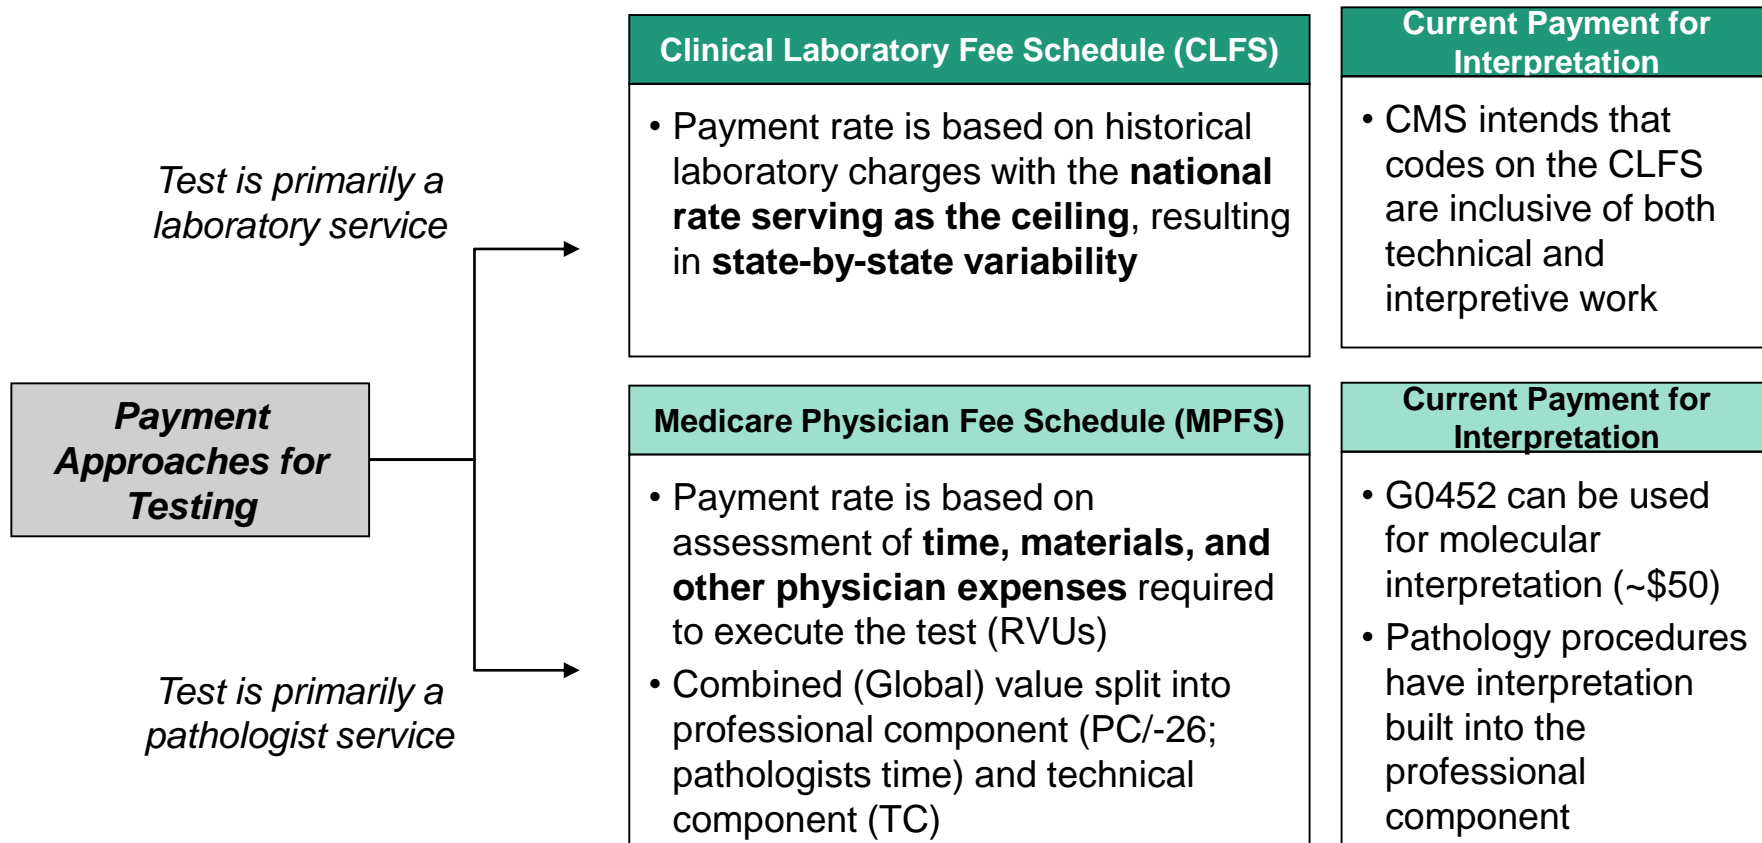 Payment
Approaches for
Testing
Test is primarily a
laboratory service
Clinical Laboratory Fee Schedule (CLFS)
• Payment rate is based on historical
laboratory charges with the national
rate serving as the ceiling, resulting
in state-by-state variability
Current Payment for
Interpretation
• CMS intends that
codes on the CLFS
are inclusive of both
technical and
interpretive work
Test is primarily a
pathologist service
Medicare Physician Fee Schedule (MPFS)
• Payment rate is based on
assessment of time, materials, and
other physician expenses required
to execute the test (RVUs)
• Combined (Global) value split into
professional component (PC/-26;
pathologists time) and technical
component (TC)
Current Payment for
Interpretation
• G0452 can be used
for molecular
interpretation (~$50)
• Pathology procedures
have interpretation
built into the
professional
component